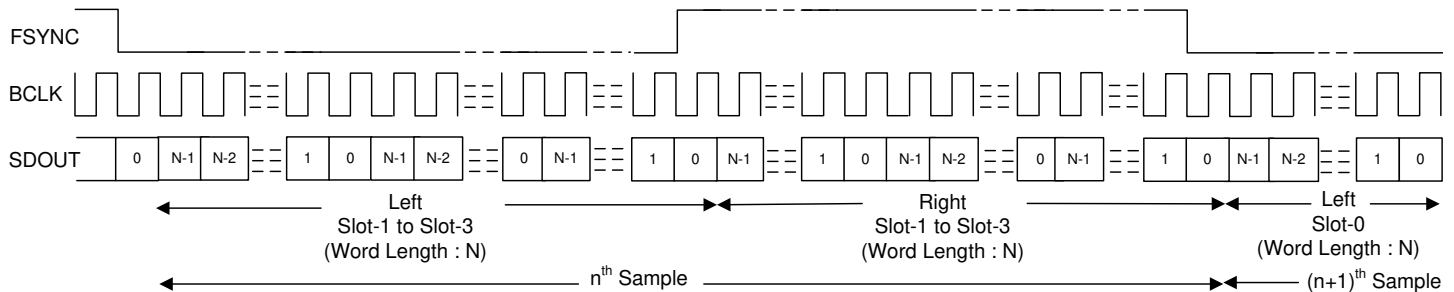 FSYNC
BCLK
SDOUT 0 N-1 N-2 1 0 N-1 N-2 0 N-1 1 0 N-1 1 0 N-1 N-2 0 N-1 1 0 N-1 N-2 1 0
Left
Slot-1 to Slot-3
(Word Length : N)
Right
Slot-1 to Slot-3
(Word Length : N)
Left
Slot-0
(Word Length : N)
nth Sample
(n+1)th Sample